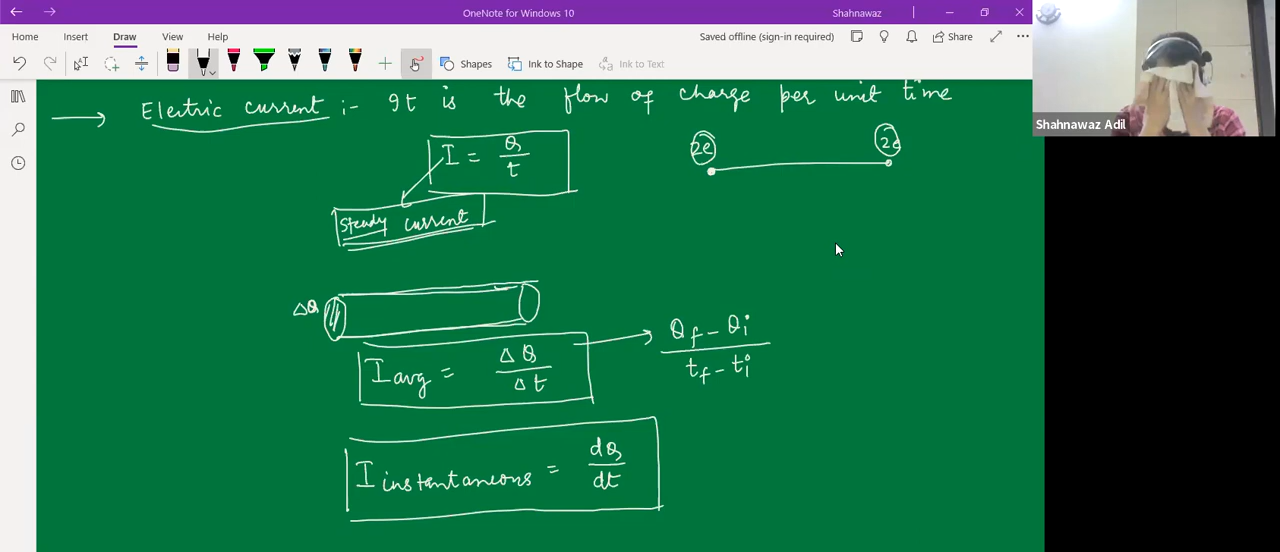 OneNote for Windows 10
Shahnawaz
Home Insert Draw View Help
Saved offline (sign-in required)
Share
Shapes
Ink to Shape
Ink to Text
Electric current :- It is the flow of charge per unit time
I = Q/t
2e 2e
Steady current
ΔQ
I avg = ΔQ/Δt
Qf - Qi / tf - ti
I instantaneous = dQ/dt
Shahnawaz Adil